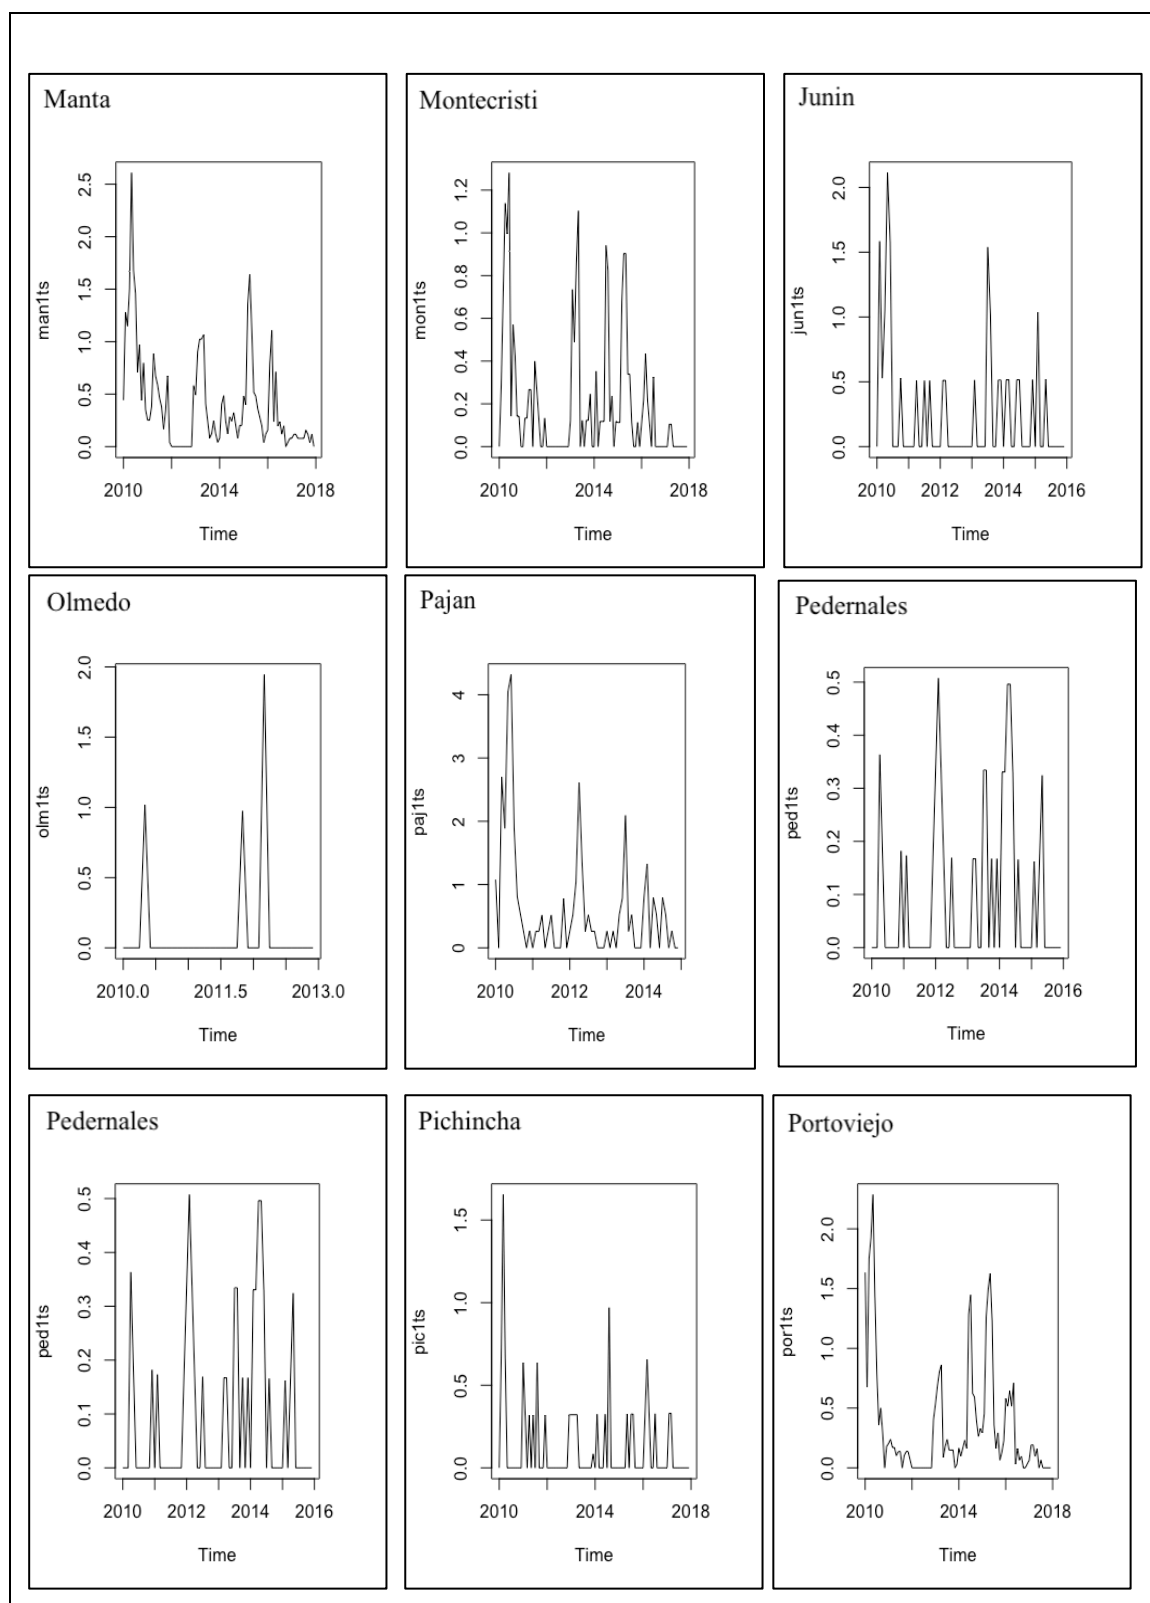 Manta
man1ts
0.0 0.5 1.0 1.5 2.0 2.5
2010 2014 2018
Time
Montecristi
mon1ts
0.0 0.2 0.4 0.6 0.8 1.0 1.2
2010 2014 2018
Time
Junin
jun1ts
0.0 0.5 1.0 1.5 2.0
2010 2012 2014 2016
Time
Olmedo
olm1ts
0.0 0.5 1.0 1.5 2.0
2010.0 2011.5 2013.0
Time
Pajan
paj1ts
0 1 2 3 4
2010 2012 2014
Time
Pedernales
ped1ts
0.0 0.1 0.2 0.3 0.4 0.5
2010 2012 2014 2016
Time
Pedernales
ped1ts
0.0 0.1 0.2 0.3 0.4 0.5
2010 2012 2014 2016
Time
Pichincha
pic1ts
0.0 0.5 1.0 1.5
2010 2014 2018
Time
Portoviejo
por1ts
0.0 0.5 1.0 1.5 2.0
2010 2014 2018
Time